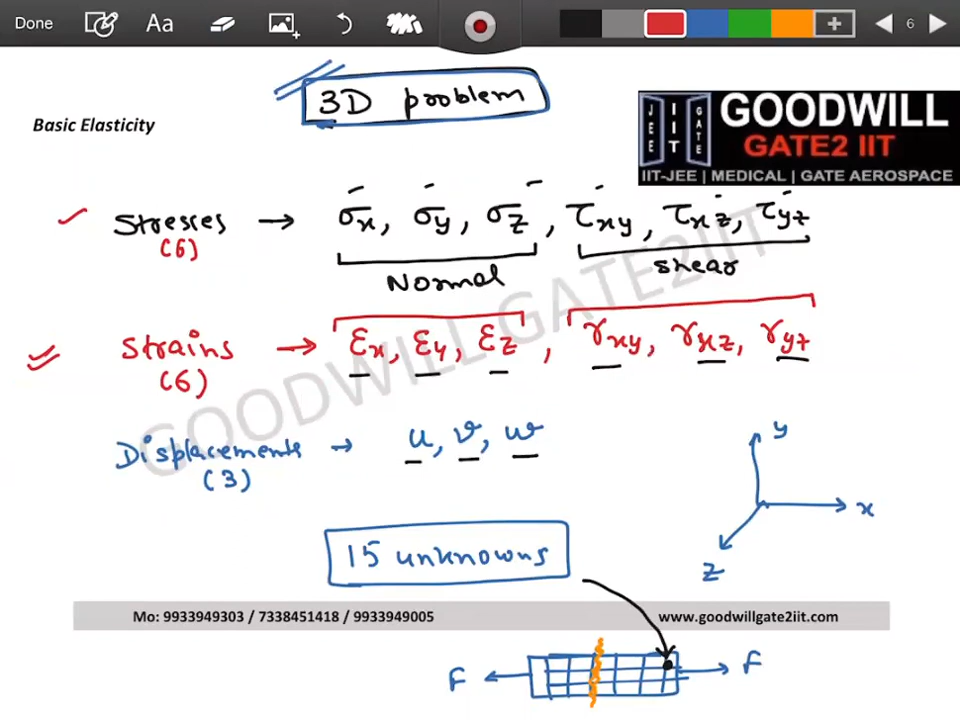 Done
Aa
6
3D problem
Basic Elasticity
JEE IIT GATE
GOODWILL
GATE2 IIT
IIT-JEE | MEDICAL | GATE AEROSPACE
Stresses → σx, σy, σz, τxy, τxz, τyz
(6)
Normal
shear
Strains → εx, εy, εz, γxy, γxz, γyz
(6)
GOODWILL GATE2IIT
Displacements → u, v, w
(3)
y
x
z
15 unknowns
Mo: 9933949303 / 7338451418 / 9933949005
www.goodwillgate2iit.com
F
F